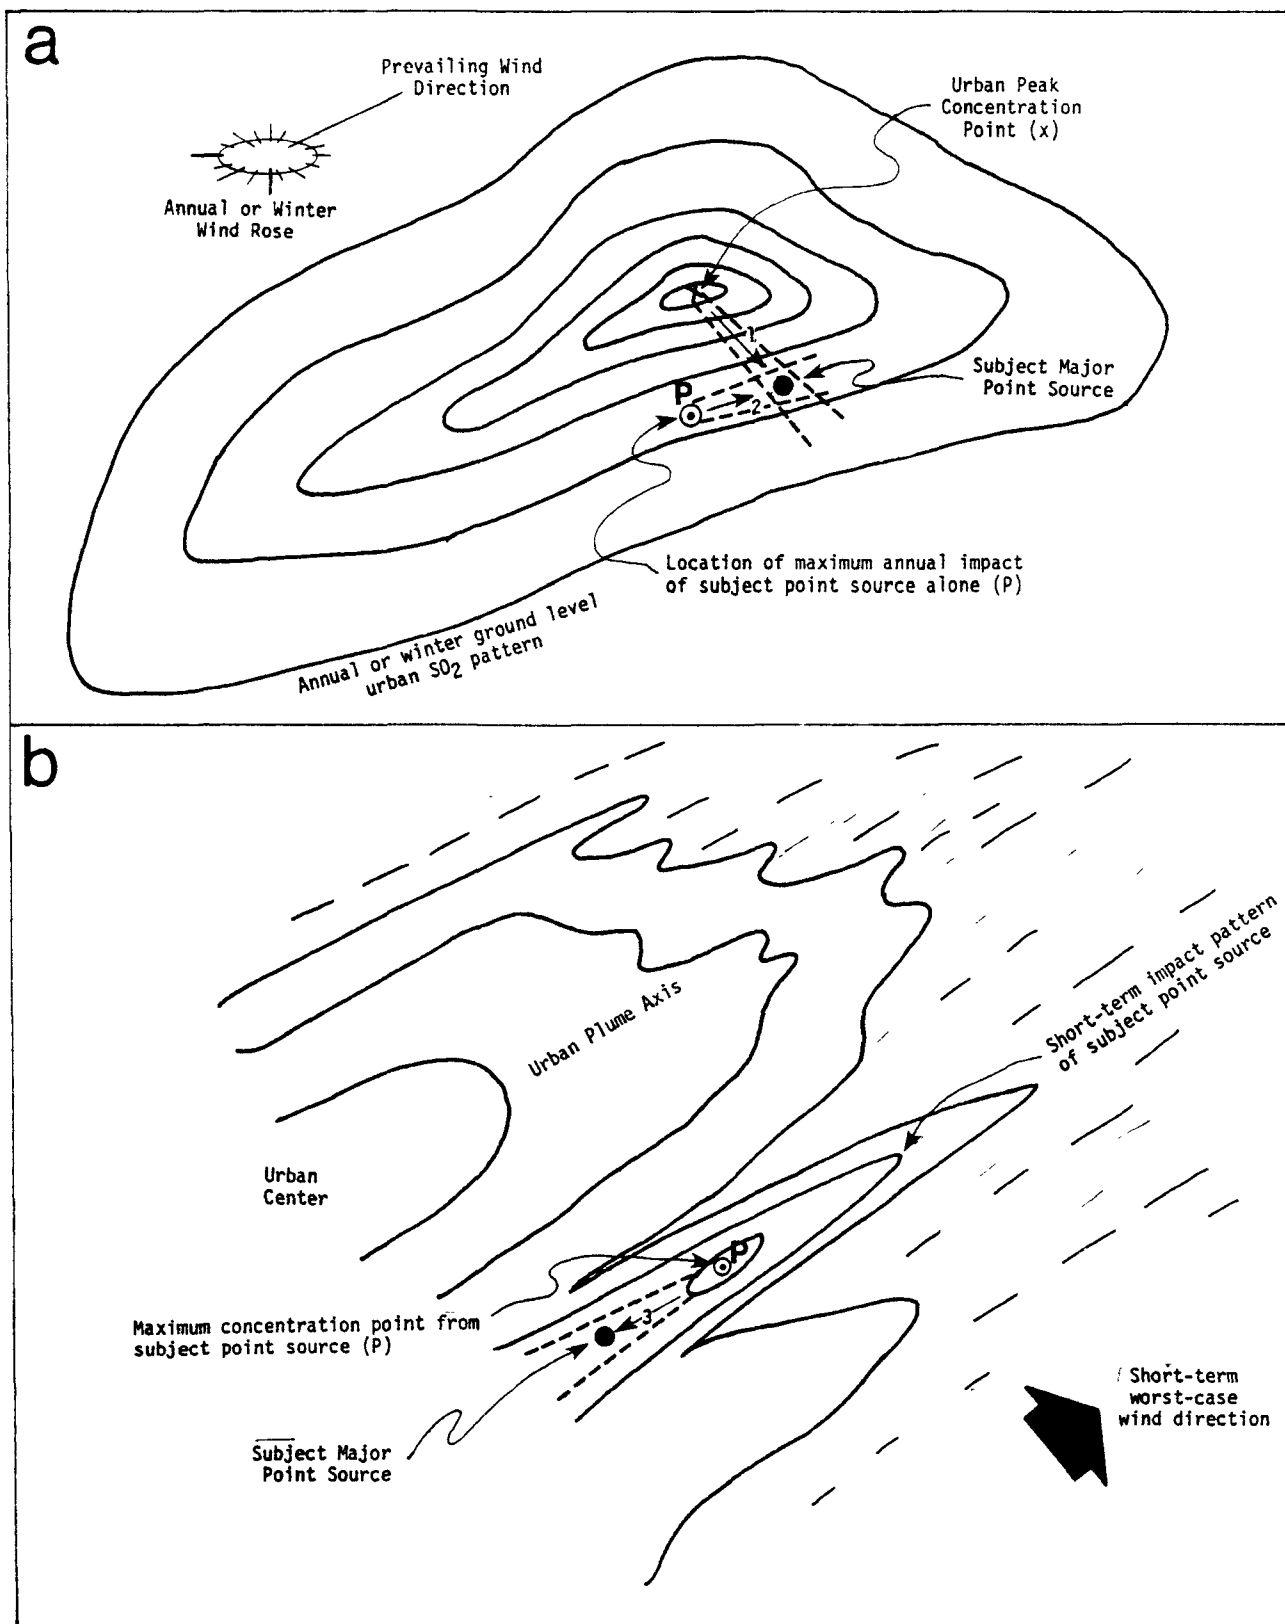 a
Prevailing Wind
Direction
Annual or Winter
Wind Rose
Urban Peak
Concentration
Point (x)
1
Subject Major
Point Source
P
2
Location of maximum annual impact
of subject point source alone (P)
Annual or winter ground level
urban SO2 pattern
b
Short-term impact pattern
of subject point source
Urban Plume Axis
Urban
Center
P
3
Maximum concentration point from
subject point source (P)
Subject Major
Point Source
Short-term
worst-case
wind direction